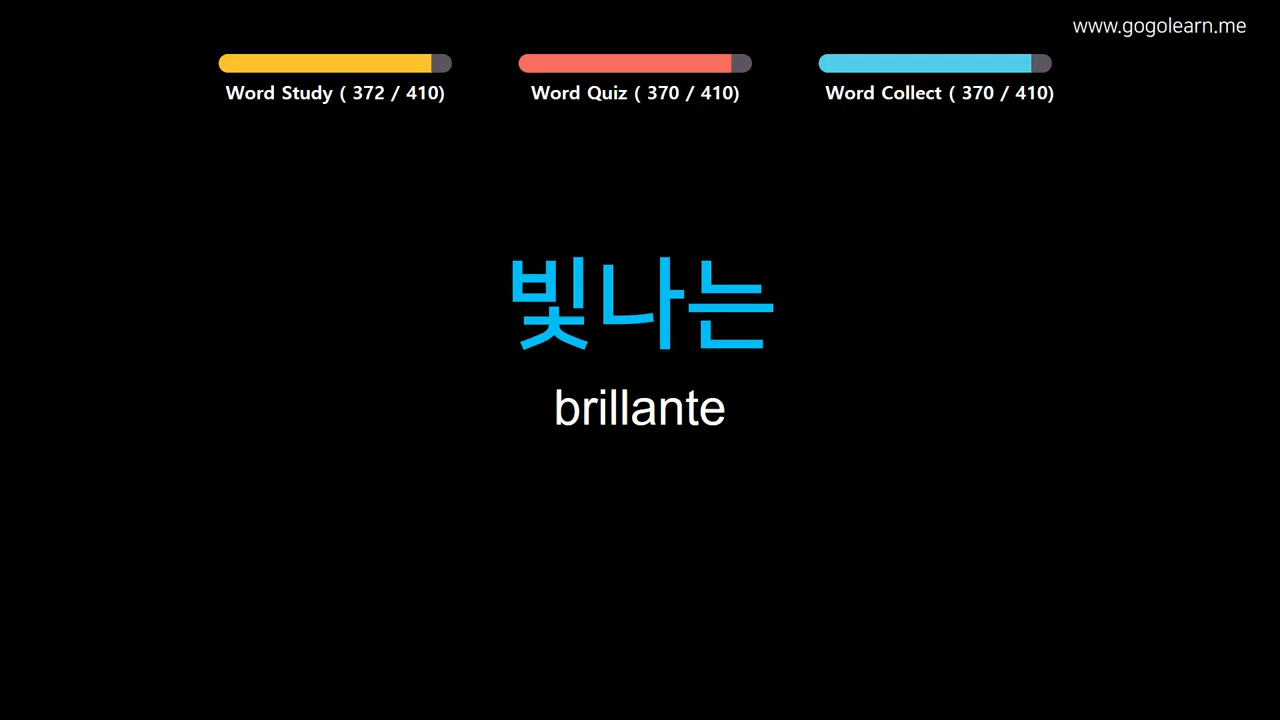 www.gogolearn.me
Word Study ( 372 / 410)
Word Quiz ( 370 / 410)
Word Collect ( 370 / 410)
빛나는
brillante